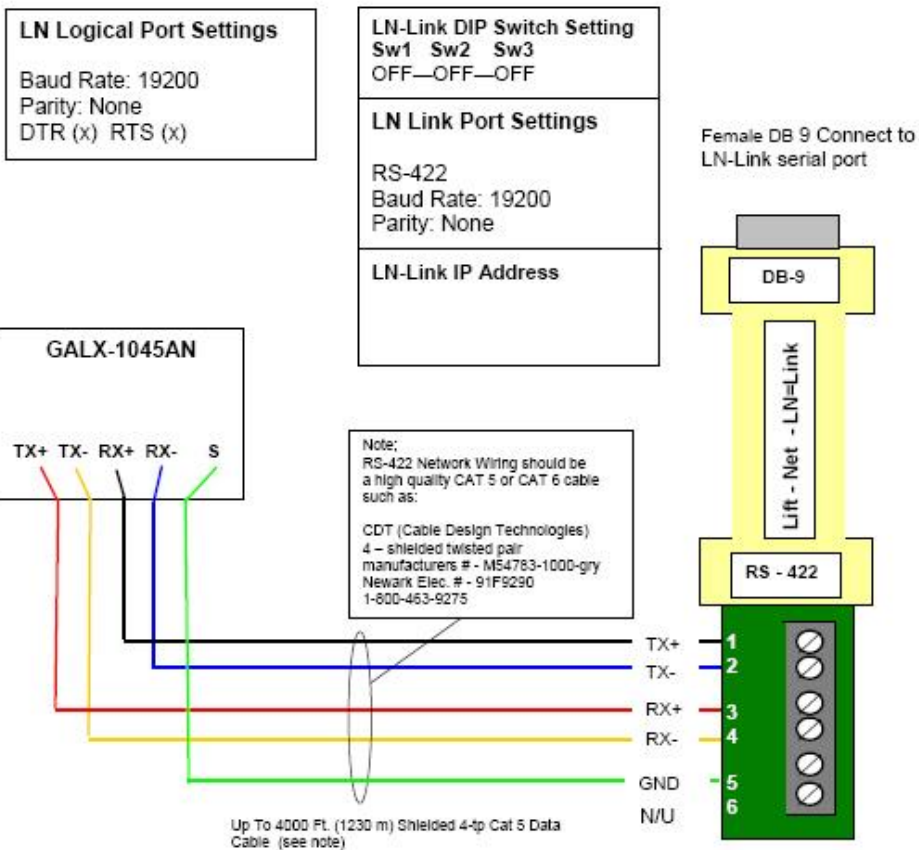 LN Logical Port Settings
Baud Rate: 19200
Parity: None
DTR (x) RTS (x)
LN-Link DIP Switch Setting
Sw1 Sw2 Sw3
OFF—OFF—OFF
LN Link Port Settings
RS-422
Baud Rate: 19200
Parity: None
LN-Link IP Address
Female DB 9 Connect to
LN-Link serial port
DB-9
Lift - Net - LN=Link
RS - 422
GALX-1045AN
TX+ TX- RX+ RX- S
Note;
RS-422 Network Wiring should be
a high quality CAT 5 or CAT 6 cable
such as:
CDT (Cable Design Technologies)
4 – shielded twisted pair
manufacturers # - M54783-1000-gry
Newark Elec. # - 91F9290
1-800-463-9275
TX+ 1
TX- 2
RX+ 3
RX- 4
GND 5
N/U 6
Up To 4000 Ft. (1230 m) Shielded 4-tp Cat 5 Data
Cable (see note)